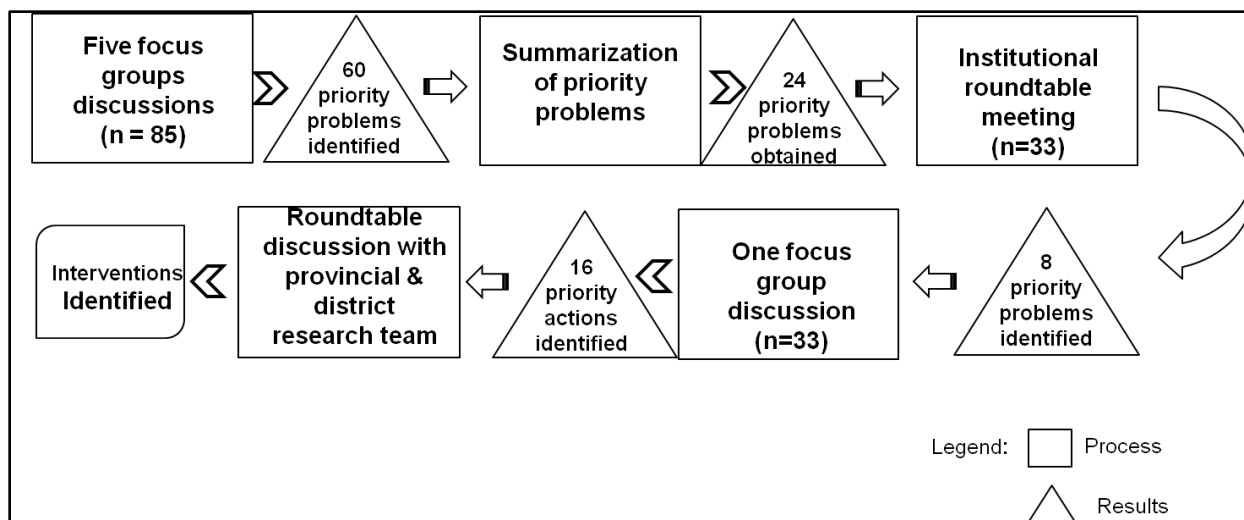 Five focus
groups
discussions
(n = 85)
60
priority
problems
identified
Summarization
of priority
problems
24
priority
problems
obtained
Institutional
roundtable
meeting
(n=33)
Interventions
Identified
Roundtable
discussion with
provincial &
district
research team
16
priority
actions
identified
One focus
group
discussion
(n=33)
8
priority
problems
identified
Legend:
Process
Results